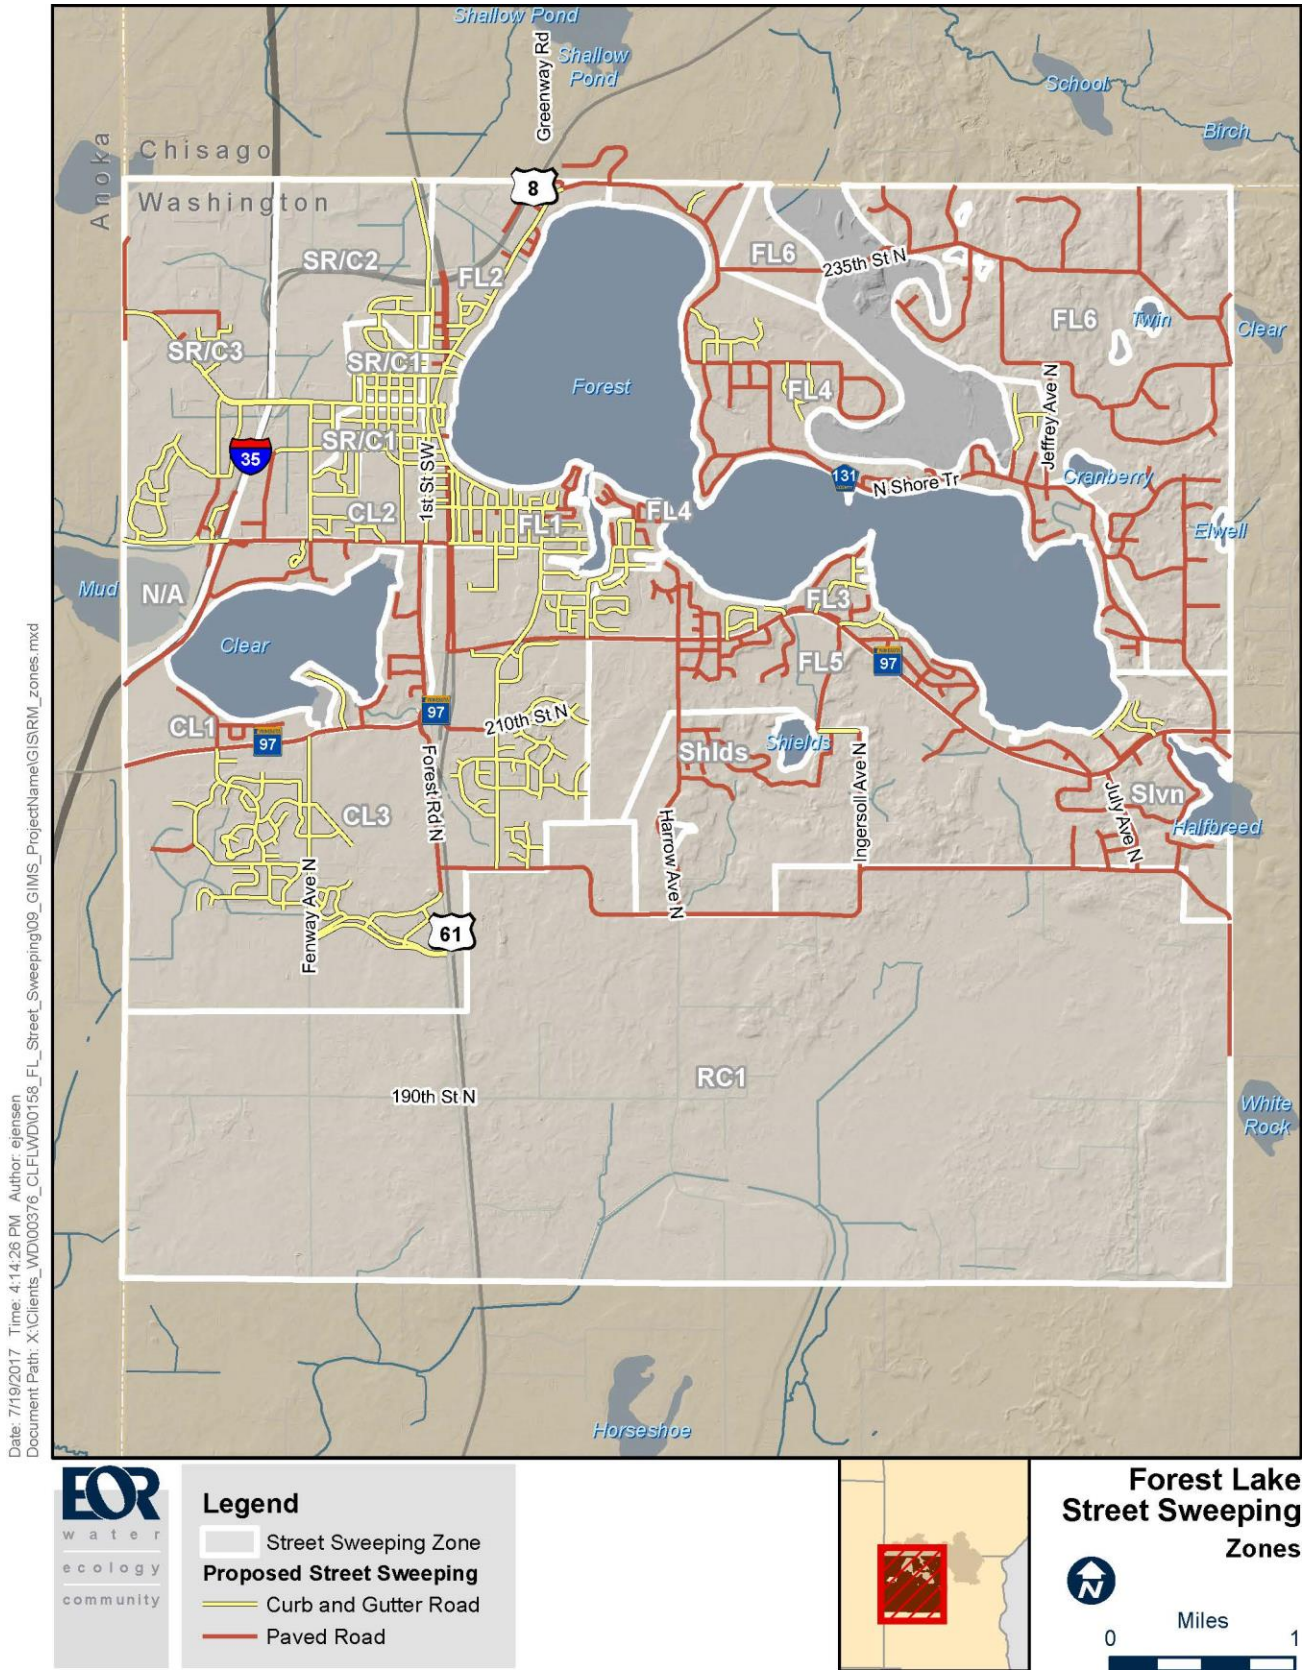 Shallow Pond
Shallow
Pond
Greenway Rd
School
Birch
Anoka
Chisago
Washington
8
SR/C2
FL2
FL6
235th St N
FL6
Twin
Clear
SR/C3
SR/C1
Forest
FL4
Jeffrey Ave N
SR/C1
35
1st St SW
131
N Shore Tr
Cranberry
CL2
FL1
FL4
Elwell
Mud
N/A
FL3
Clear
FL5
97
97
CL1
97
210th St N
Shlds
Shields
Forest Rd N
Ingersoll Ave N
Slvn
July Ave N
Halfbreed
CL3
Harrow Ave N
Fenway Ave N
61
RC1
190th St N
White
Rock
Horseshoe
Date: 7/19/2017 Time: 4:14:26 PM Author: ejensen
Document Path: X:\Clients_WD\00376_CLFLWD\0158_FL_Street_Sweeping\09_GIMS_ProjectName\GIS\RM_zones.mxd
EOR
water
ecology
community
Legend
Street Sweeping Zone
Proposed Street Sweeping
Curb and Gutter Road
Paved Road
Forest Lake
Street Sweeping
Zones
N
Miles
0 1